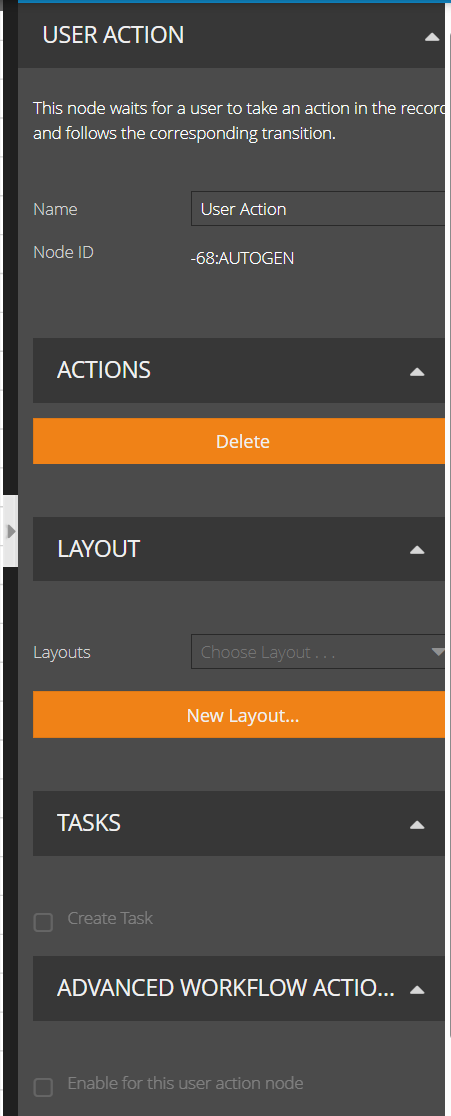 USER ACTION
This node waits for a user to take an action in the record
and follows the corresponding transition.
Name
User Action
Node ID
-68:AUTOGEN
ACTIONS
Delete
LAYOUT
Layouts
Choose Layout . . .
New Layout...
TASKS
Create Task
ADVANCED WORKFLOW ACTIO...
Enable for this user action node